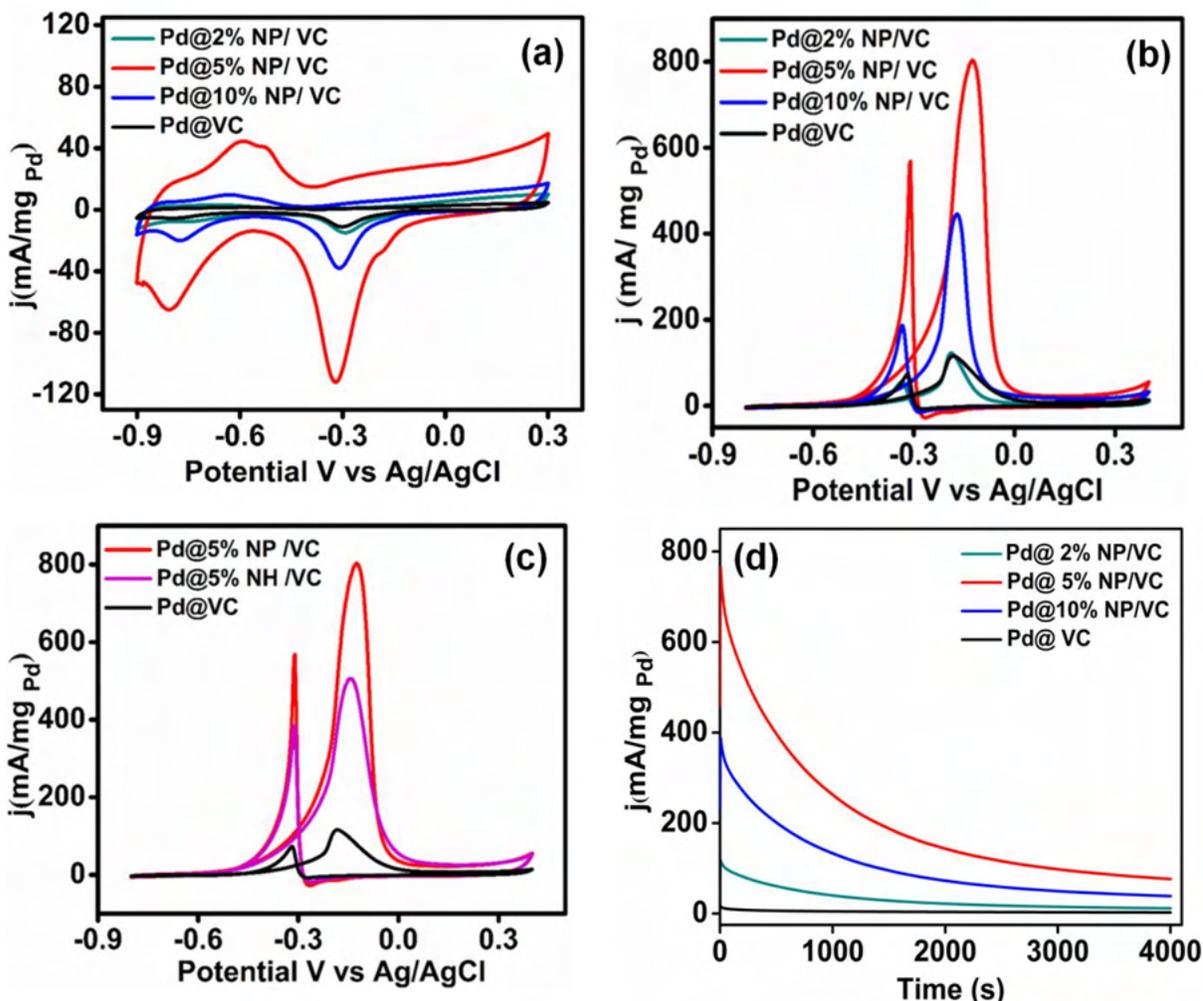 (a)
Pd@2% NP/ VC
Pd@5% NP/ VC
Pd@10% NP/ VC
Pd@VC
120
80
40
0
-40
-80
-120
j(mA/mg Pd)
-0.9 -0.6 -0.3 0.0 0.3
Potential V vs Ag/AgCl
(b)
Pd@2% NP/VC
Pd@5% NP/ VC
Pd@10% NP/ VC
Pd@VC
800
600
400
200
0
j (mA/ mg Pd)
-0.9 -0.6 -0.3 0.0 0.3
Potential V vs Ag/AgCl
(c)
Pd@5% NP /VC
Pd@5% NH /VC
Pd@VC
800
600
400
200
0
j(mA/mg Pd)
-0.9 -0.6 -0.3 0.0 0.3
Potential V vs Ag/AgCl
(d)
Pd@ 2% NP/VC
Pd@ 5% NP/VC
Pd@10% NP/VC
Pd@ VC
800
600
400
200
0
j(mA/mg Pd)
0 1000 2000 3000 4000
Time (s)